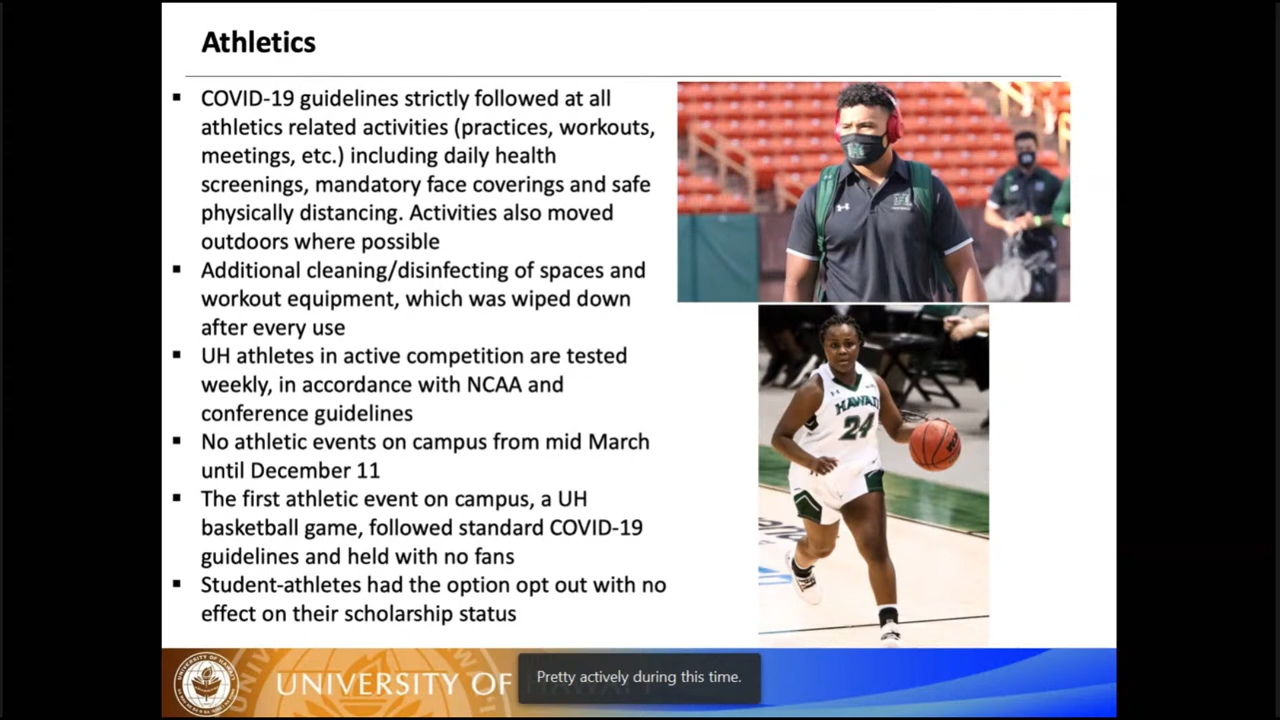 Athletics
▪ COVID-19 guidelines strictly followed at all
athletics related activities (practices, workouts,
meetings, etc.) including daily health
screenings, mandatory face coverings and safe
physically distancing. Activities also moved
outdoors where possible
▪ Additional cleaning/disinfecting of spaces and
workout equipment, which was wiped down
after every use
▪ UH athletes in active competition are tested
weekly, in accordance with NCAA and
conference guidelines
▪ No athletic events on campus from mid March
until December 11
▪ The first athletic event on campus, a UH
basketball game, followed standard COVID-19
guidelines and held with no fans
▪ Student-athletes had the option opt out with no
effect on their scholarship status
H
HAWAI'I
24
UNIVERSITY OF
Pretty actively during this time.